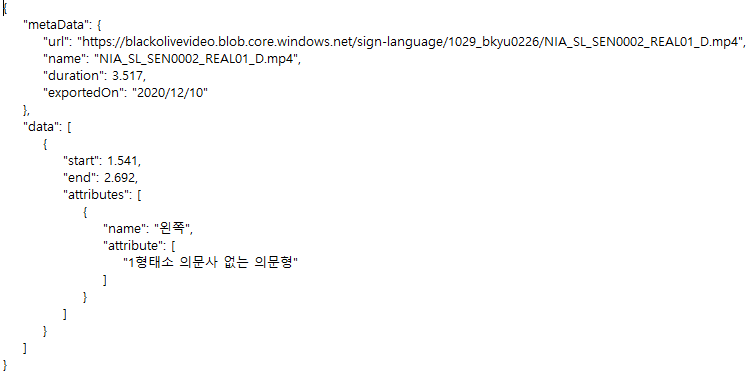 {
"metaData": {
"url": "https://blackolivevideo.blob.core.windows.net/sign-language/1029_bkyu0226/NIA_SL_SEN0002_REAL01_D.mp4",
"name": "NIA_SL_SEN0002_REAL01_D.mp4",
"duration": 3.517,
"exportedOn": "2020/12/10"
},
"data": [
{
"start": 1.541,
"end": 2.692,
"attributes": [
{
"name": "왼쪽",
"attribute": [
"1형태소 의문사 없는 의문형"
]
}
]
}
]
}